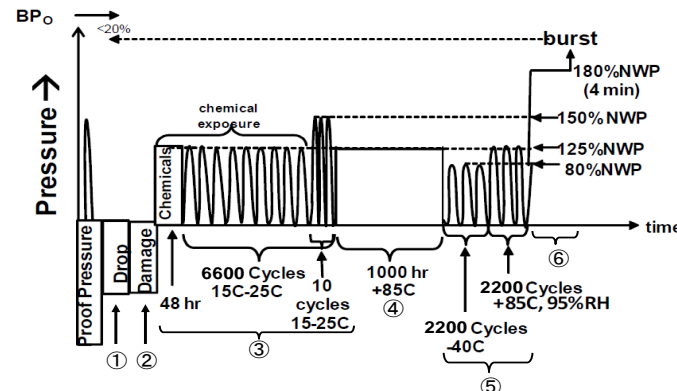 BPO
<20%
burst
180%NWP
(4 min)
150%NWP
125%NWP
80%NWP
Pressure
chemical
exposure
Chemicals
time
Proof Pressure
Drop
Damage
48 hr
6600 Cycles
15C-25C
10
cycles
15-25C
1000 hr
+85C
④
2200 Cycles
-40C
2200 Cycles
+85C, 95%RH
⑥
①
②
③
⑤